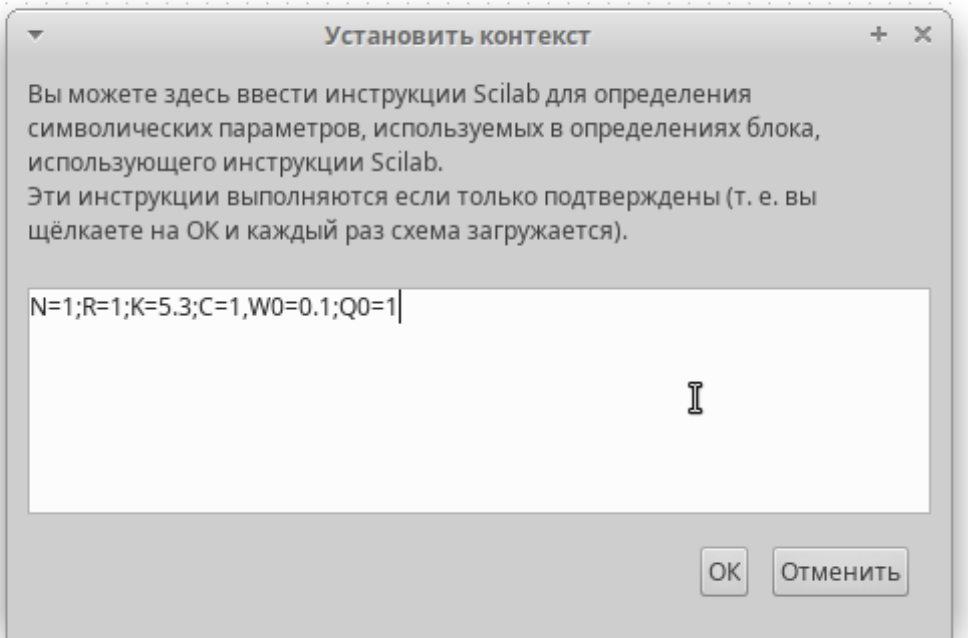 Установить контекст
Вы можете здесь ввести инструкции Scilab для определения
символических параметров, используемых в определениях блока,
использующего инструкции Scilab.
Эти инструкции выполняются если только подтверждены (т. е. вы
щёлкаете на ОК и каждый раз схема загружается).
N=1;R=1;K=5.3;C=1,W0=0.1;Q0=1
ОК
Отменить